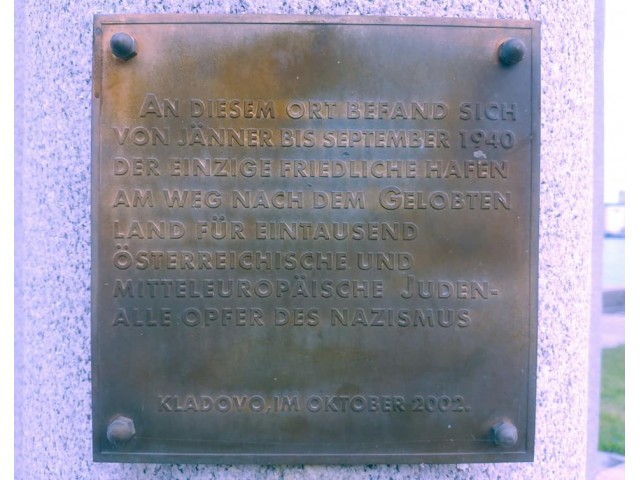 AN DIESEM ORT BEFAND SICH
VON JÄNNER BIS SEPTEMBER 1940
DER EINZIGE FRIEDLICHE HAFEN
AM WEG NACH DEM GELOBTEN
LAND FÜR EINTAUSEND
ÖSTERREICHISCHE UND
MITTELEUROPÄISCHE JUDEN-
ALLE OPFER DES NAZISMUS
KLADOVO, IM OKTOBER 2002.